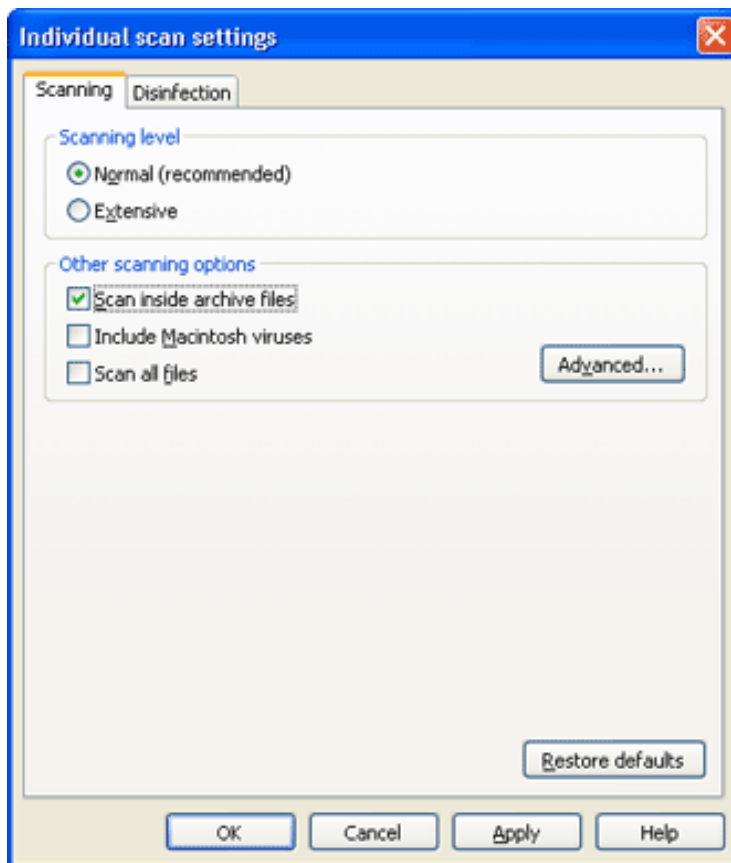 Individual scan settings
Scanning Disinfection
Scanning level
Normal (recommended)
Extensive
Other scanning options
Scan inside archive files
Include Macintosh viruses
Scan all files
Advanced...
Restore defaults
OK Cancel Apply Help